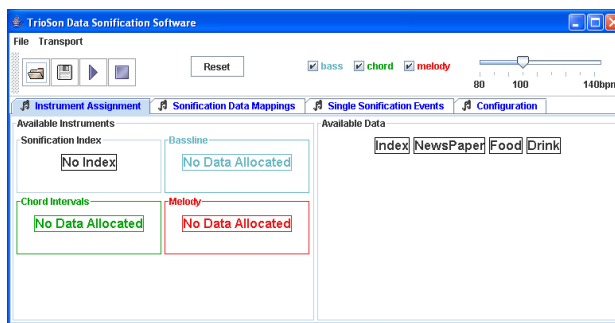 TrioSon Data Sonification Software
File Transport
Reset
bass chord melody
80 100 140bpm
Instrument Assignment Sonification Data Mappings Single Sonification Events Configuration
Available Instruments
Available Data
Sonification Index
Bassline
No Index
No Data Allocated
Index NewsPaper Food Drink
Chord Intervals
Melody
No Data Allocated
No Data Allocated